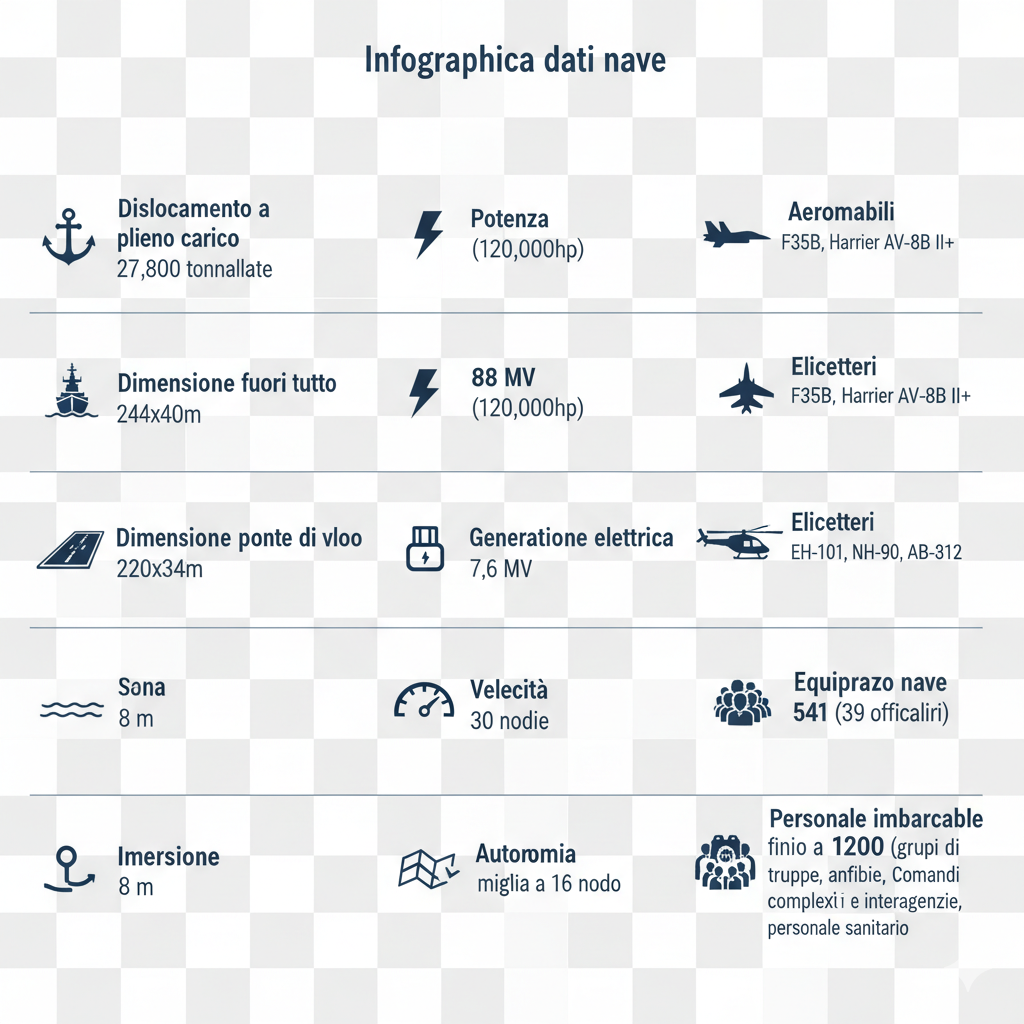 Infographica dati nave
Dislocamento a
plieno carico
27,800 tonnallate
Potenza
(120,000hp)
Aeromabili
F35B, Harrier AV-8B II+
Dimensione fuori tutto
244x40m
88 MV
(120,000hp)
Elicetteri
F35B, Harrier AV-8B II+
Dimensione ponte di vloo
220x34m
Generatione elettrica
7,6 MV
Elicetteri
EH-101, NH-90, AB-312
Sona
8 m
Velecità
30 nodie
Equiprazo nave
541 (39 officaliri)
Imersione
8 m
Automomia
miglia a 16 nodo
Personale imbarcable
finio a 1200 (grupi di
truppe, anfibie, Comandi
complexti e interagenzie,
personale sanitario